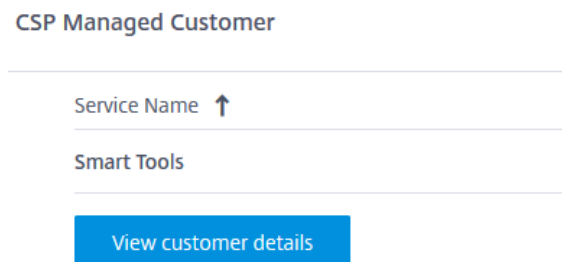 CSP Managed Customer
Service Name ↑
Smart Tools
View customer details